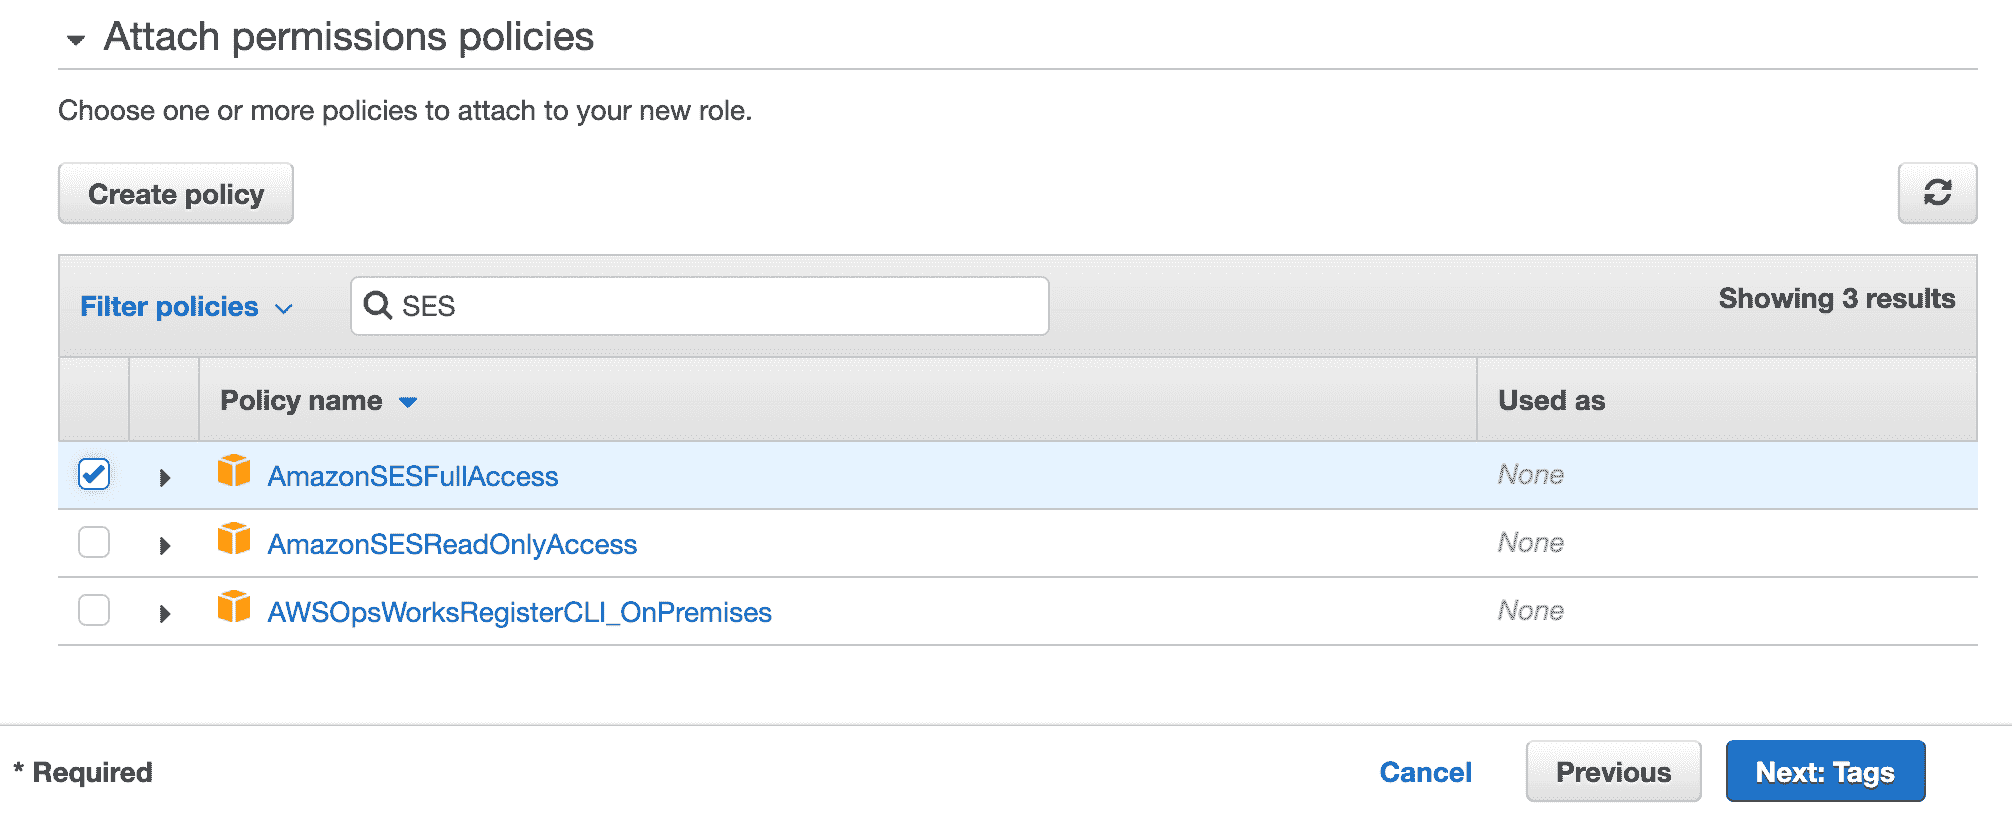 Attach permissions policies
Choose one or more policies to attach to your new role.
Create policy
Filter policies SES Showing 3 results
Policy name Used as
AmazonSESFullAccess None
AmazonSESReadOnlyAccess None
AWSOpsWorksRegisterCLI_OnPremises None
* Required Cancel Previous Next: Tags